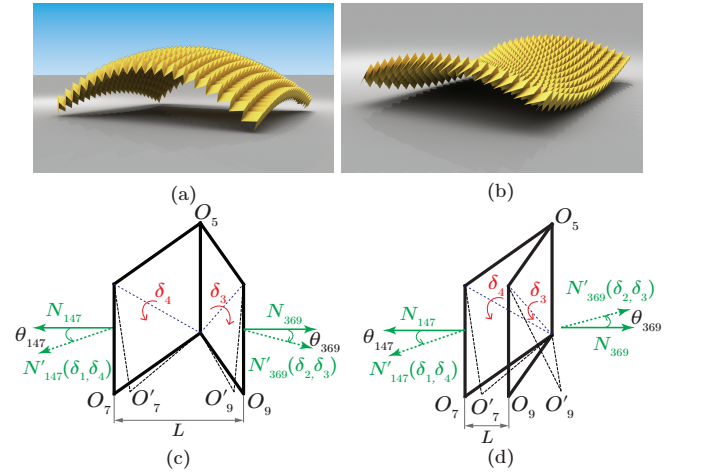 (a)
(b)
O5
δ4
δ3
N147
N369
θ147
θ369
N′147(δ1,δ4)
N′369(δ2,δ3)
O7
O′7
O′9
O9
L
(c)
O5
δ4
δ3
N′369(δ2,δ3)
N147
θ369
θ147
N369
N′147(δ1,δ4)
O7
O′7
O9
O′9
L
(d)